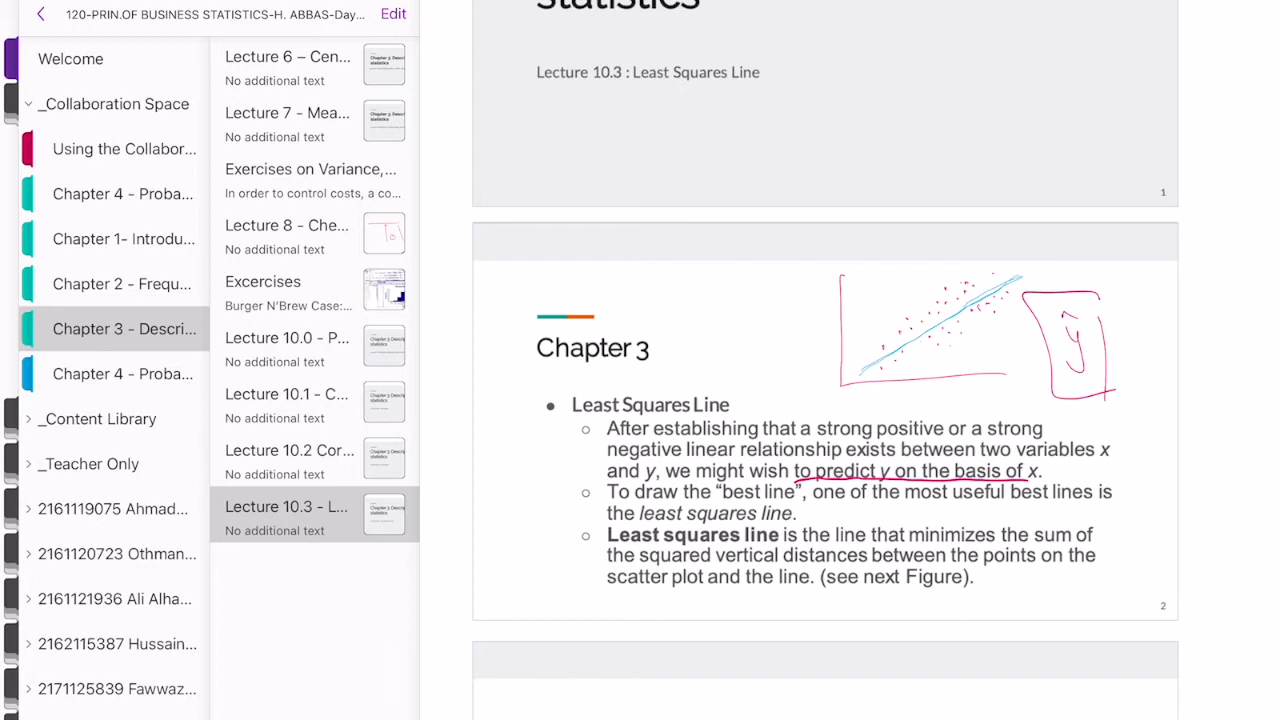 120-PRIN.OF BUSINESS STATISTICS-H. ABBAS-Day...
Edit
Welcome
_Collaboration Space
Using the Collabor...
Chapter 4 - Proba...
Chapter 1- Introdu...
Chapter 2 - Frequ...
Chapter 3 - Descri...
Chapter 4 - Proba...
_Content Library
_Teacher Only
2161119075 Ahmad...
2161120723 Othman...
2161121936 Ali Alha...
2162115387 Hussain...
2171125839 Fawwaz...
Lecture 6 – Cen...
No additional text
Lecture 7 - Mea...
No additional text
Exercises on Variance,...
In order to control costs, a co...
Lecture 8 - Che...
No additional text
Excercises
Burger N'Brew Case:...
Lecture 10.0 - P...
No additional text
Lecture 10.1 - C...
No additional text
Lecture 10.2 Cor...
No additional text
Lecture 10.3 - L...
No additional text
statistics
Lecture 10.3 : Least Squares Line
1
ŷ
Chapter 3
● Least Squares Line
○ After establishing that a strong positive or a strong
negative linear relationship exists between two variables x
and y, we might wish to predict y on the basis of x.
○ To draw the “best line”, one of the most useful best lines is
the least squares line.
○ Least squares line is the line that minimizes the sum of
the squared vertical distances between the points on the
scatter plot and the line. (see next Figure).
2